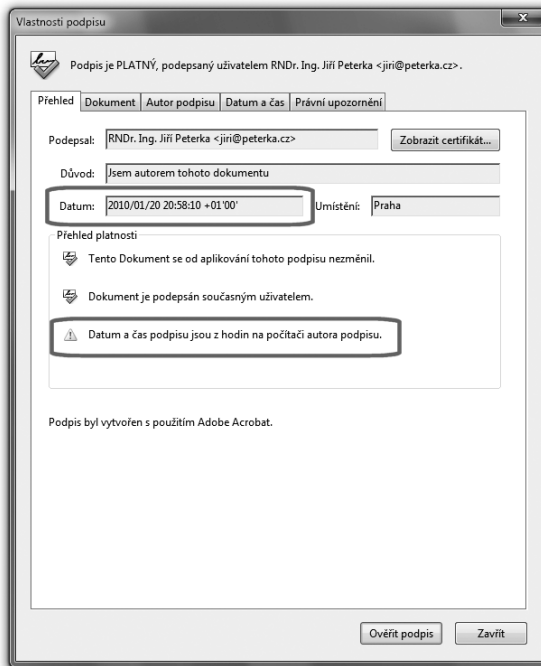 Vlastnosti podpisu
Podpis je PLATNÝ, podepsaný uživatelem RNDr. Ing. Jiří Peterka <jiri@peterka.cz>.
Přehled Dokument Autor podpisu Datum a čas Právní upozornění
Podepsal: RNDr. Ing. Jiří Peterka <jiri@peterka.cz> Zobrazit certifikát...
Důvod: Jsem autorem tohoto dokumentu
Datum: 2010/01/20 20:58:10 +01'00' Umístění: Praha
Přehled platnosti
Tento Dokument se od aplikování tohoto podpisu nezměnil.
Dokument je podepsán současným uživatelem.
Datum a čas podpisu jsou z hodin na počítači autora podpisu.
Podpis byl vytvořen s použitím Adobe Acrobat.
Ověřit podpis Zavřít